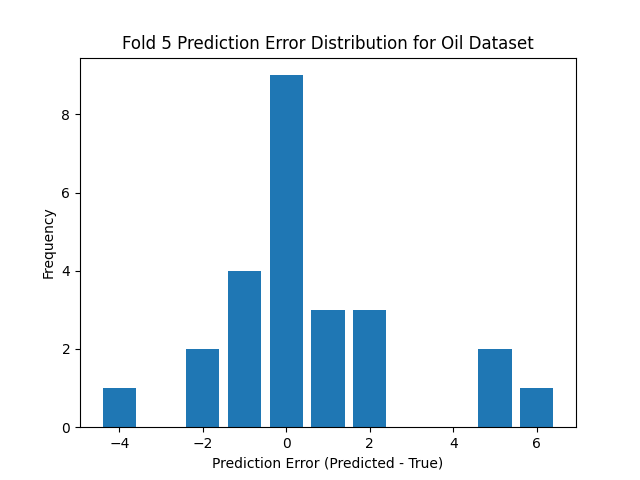 Fold 5 Prediction Error Distribution for Oil Dataset
Frequency
8
6
4
2
0
−4 −2 0 2 4 6
Prediction Error (Predicted - True)